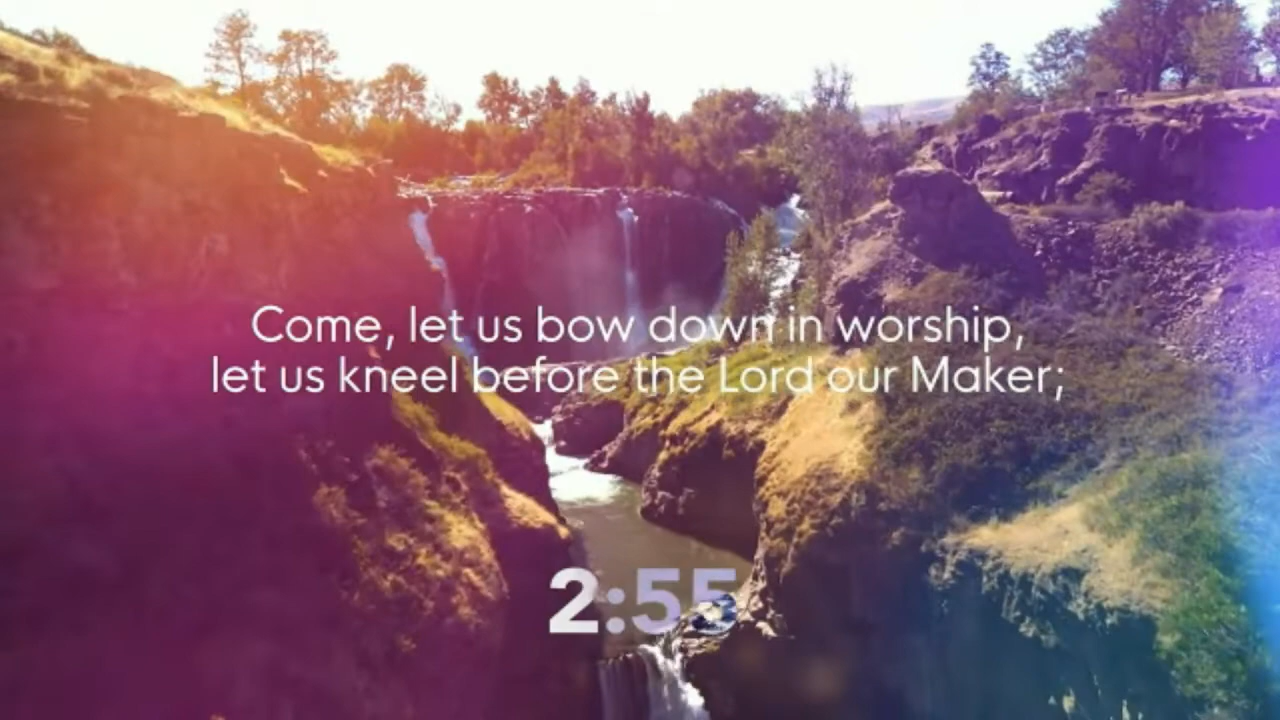 Come, let us bow down in worship,
let us kneel before the Lord our Maker;
2:55